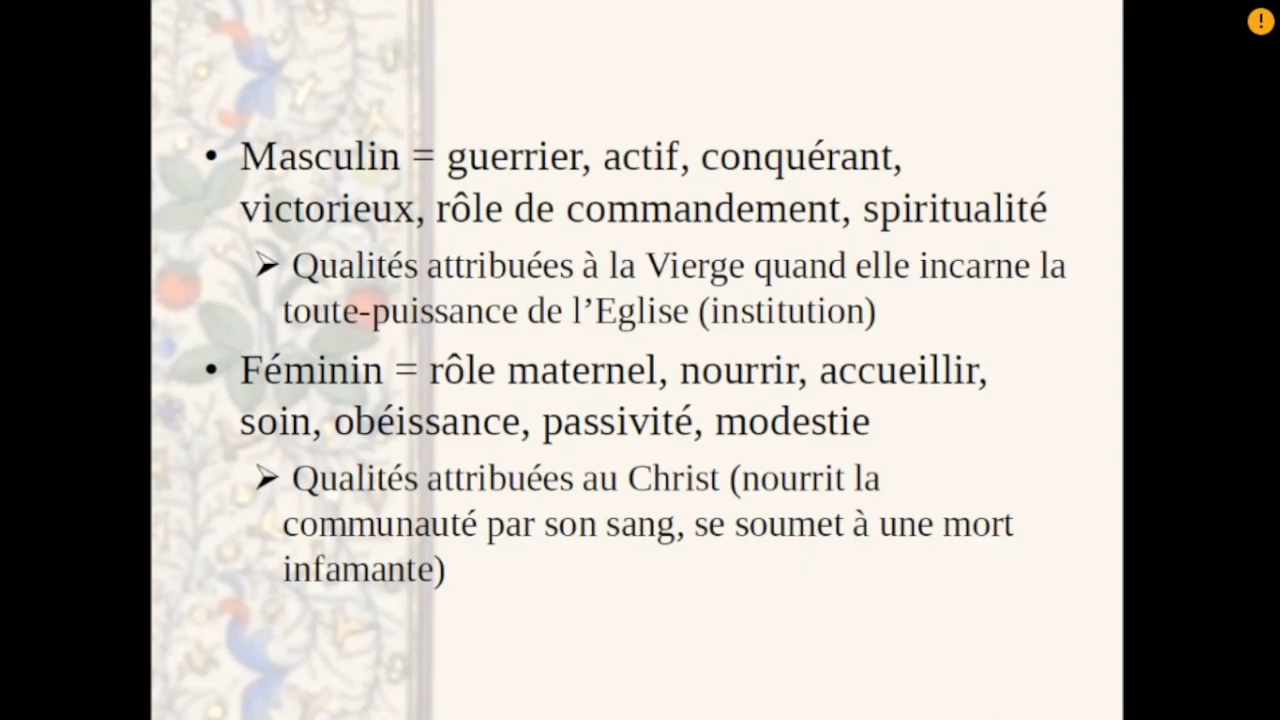 • Masculin = guerrier, actif, conquérant,
victorieux, rôle de commandement, spiritualité
➢ Qualités attribuées à la Vierge quand elle incarne la
toute-puissance de l’Eglise (institution)
• Féminin = rôle maternel, nourrir, accueillir,
soin, obéissance, passivité, modestie
➢ Qualités attribuées au Christ (nourrit la
communauté par son sang, se soumet à une mort
infamante)